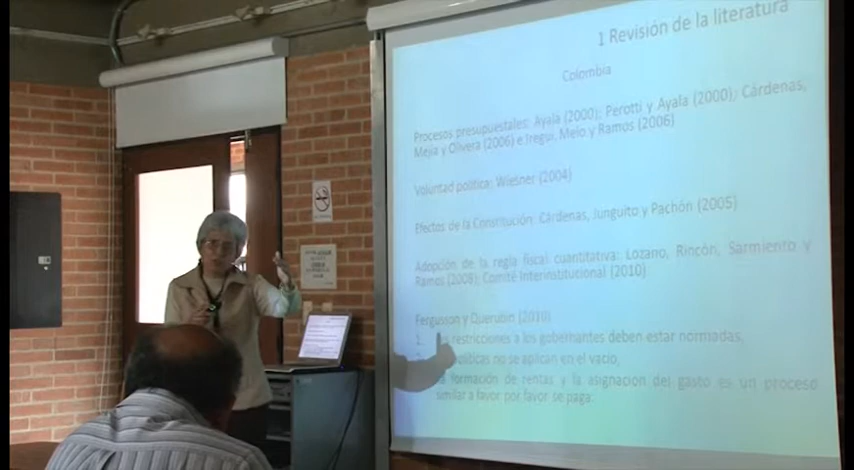 1 Revisión de la literatura
Colombia
Procesos presupuestales: Ayala (2000); Perotti y Ayala (2000); Cárdenas,
Mejia y Olivera (2006) e Iregui, Melo y Ramos (2006)
Voluntad política: Wiesner (2004)
Efectos de la Constitución: Cárdenas, Junguito y Pachón (2005)
Adopción de la regla fiscal cuantitativa: Lozano, Rincón, Sarmiento y
Ramos (2008); Comité Interinstitucional (2010)
Fergusson y Querubín (2010)
1. restricciones a los gobernantes deben estar normadas,
no se aplican en el vacío,
formación de rentas y la asignación del gasto es un proceso
similar a favor por favor se paga.